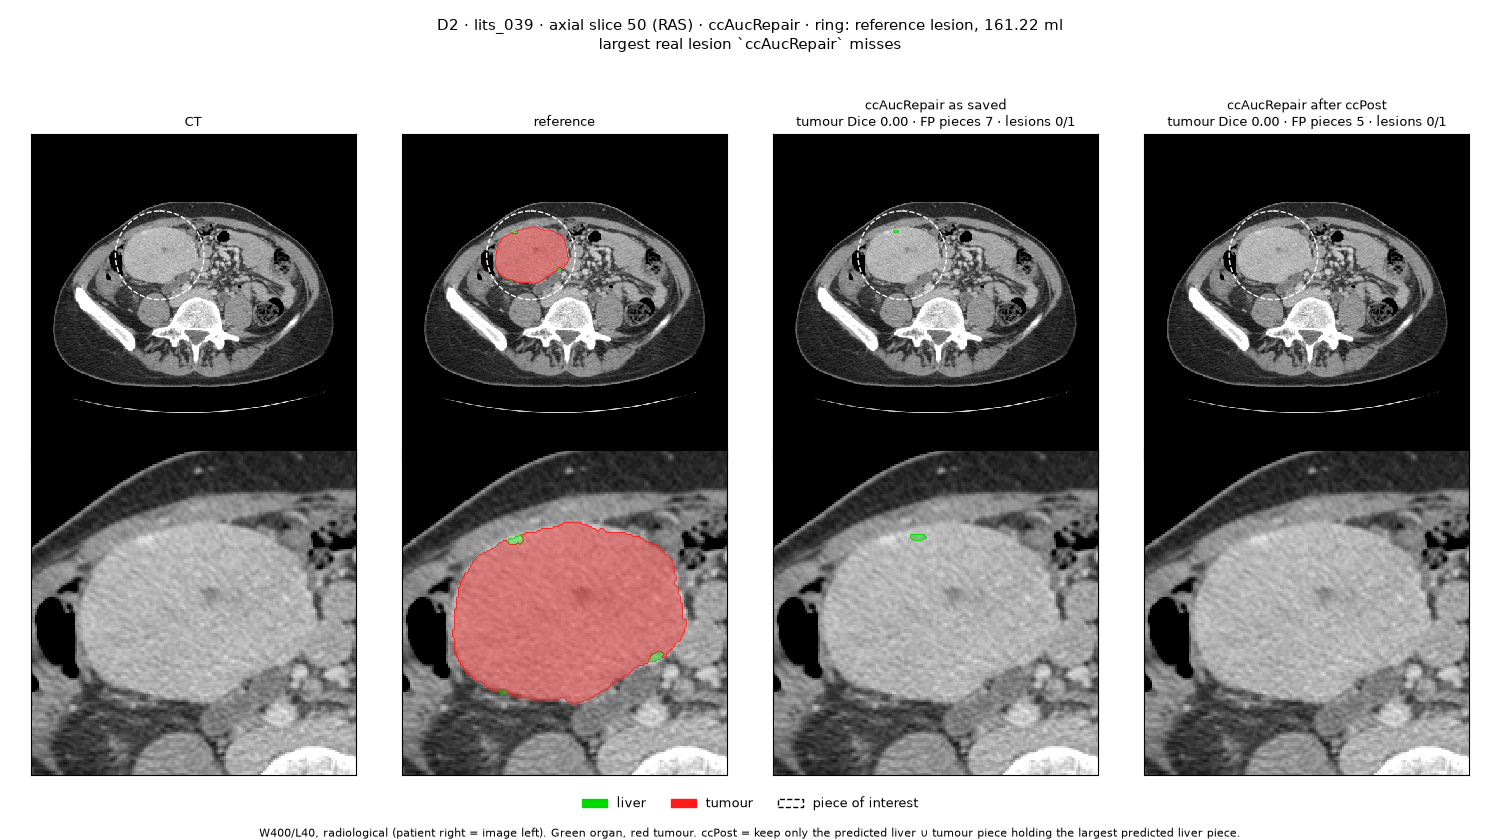 D2 · lits_039 · axial slice 50 (RAS) · ccAucRepair · ring: reference lesion, 161.22 ml
largest real lesion `ccAucRepair` misses
CT
reference
ccAucRepair as saved
tumour Dice 0.00 · FP pieces 7 · lesions 0/1
ccAucRepair after ccPost
tumour Dice 0.00 · FP pieces 5 · lesions 0/1
liver
tumour
piece of interest
W400/L40, radiological (patient right = image left). Green organ, red tumour. ccPost = keep only the predicted liver ∪ tumour piece holding the largest predicted liver piece.